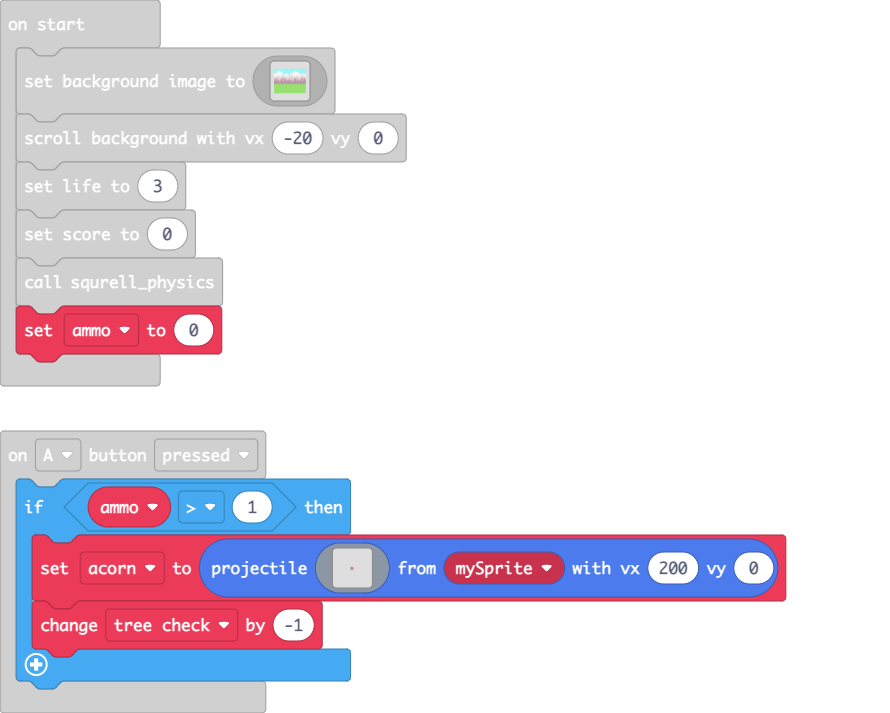 on start
set background image to
scroll background with vx -20 vy 0
set life to 3
set score to 0
call squrell_physics
set ammo to 0
on A button pressed
if ammo > 1 then
set acorn to projectile from mySprite with vx 200 vy 0
change tree check by -1